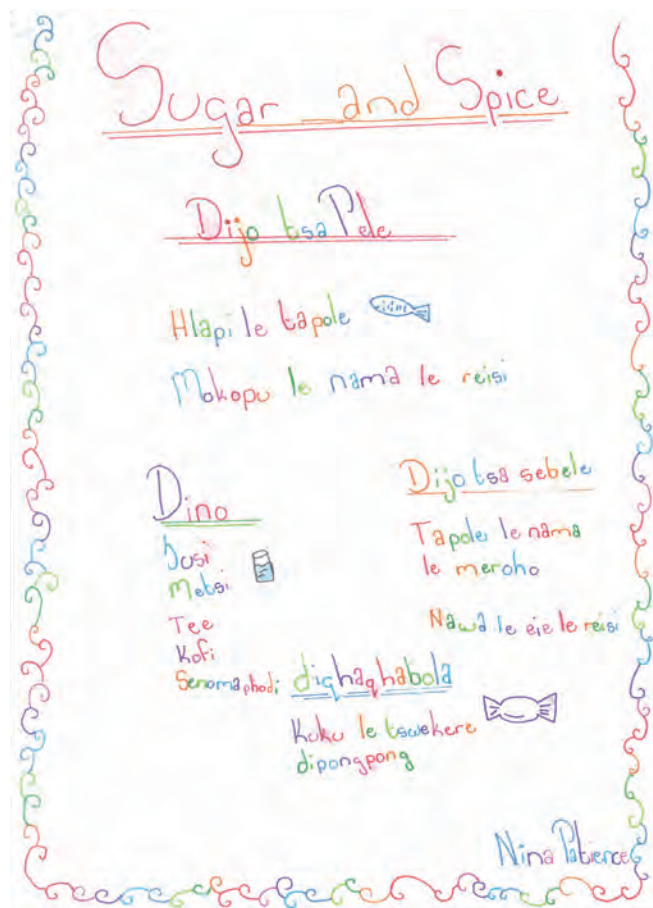 Sugar and Spice
Dijo tsa Pele
Hlapi le tapole
Mokopu le nama le reisi
Dino
Jusi
Metsi
Tee
Kofi
Senomaphodi
Dijo tsa sebele
Tapole le nama
le meroho
Nawa le eie le reisi
diqhaqhabola
Kuku le tswekere
dipongpong
Nina Patience